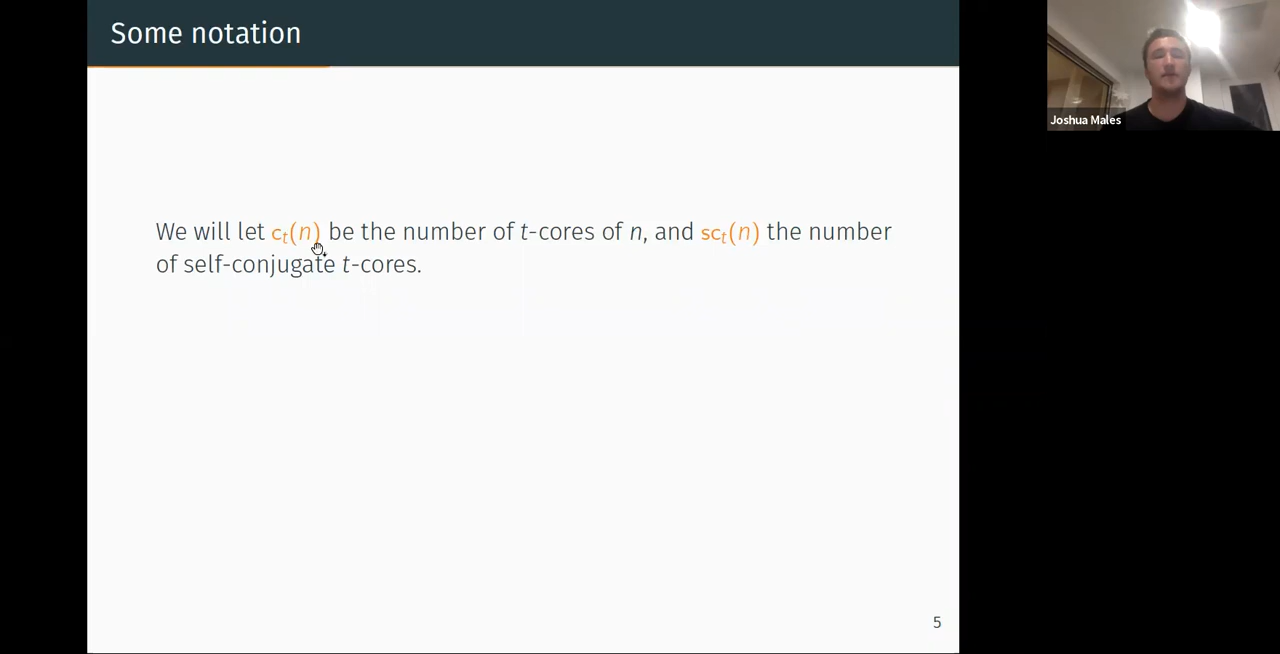 Some notation
Joshua Males
We will let c_t(n) be the number of t-cores of n, and sc_t(n) the number
of self-conjugate t-cores.
5